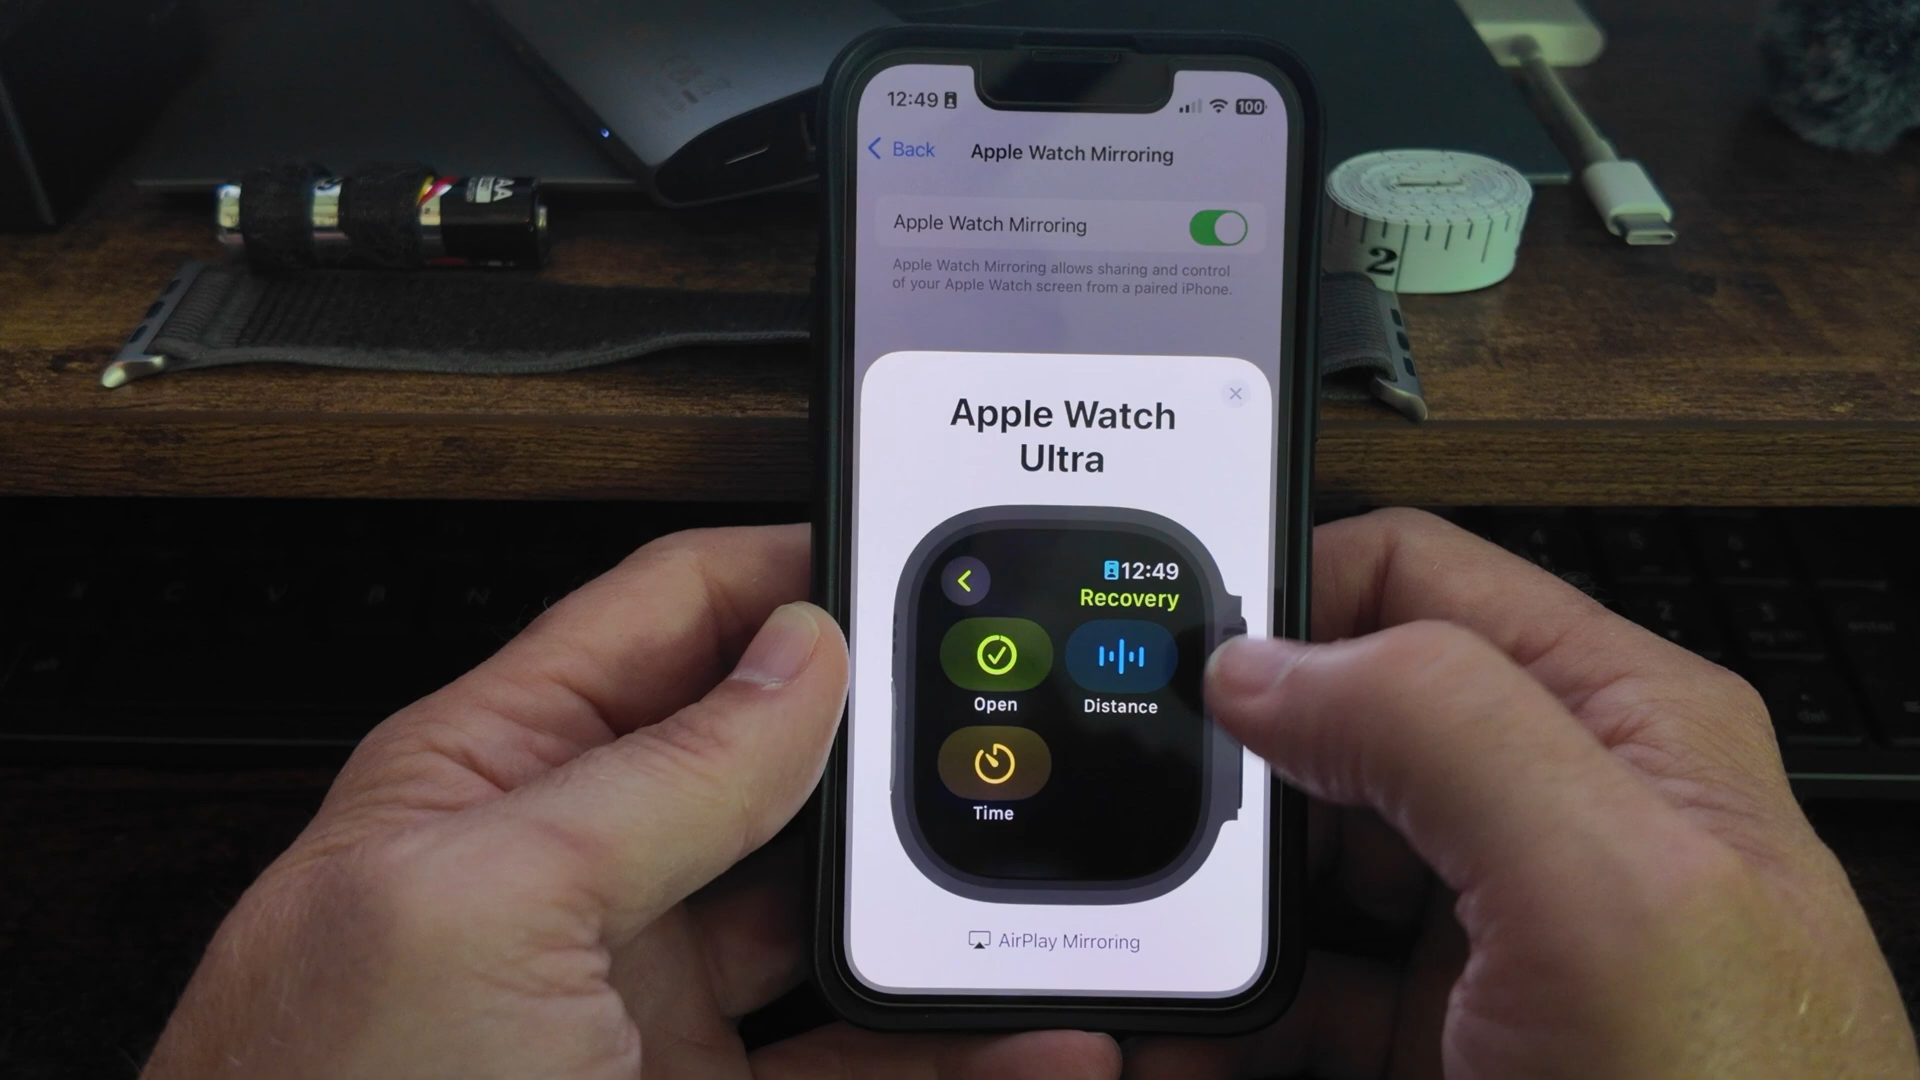 12:49
100
Back
Apple Watch Mirroring
Apple Watch Mirroring
Apple Watch Mirroring allows sharing and control
of your Apple Watch screen from a paired iPhone.
Apple Watch
Ultra
12:49
Recovery
Open
Distance
Time
AirPlay Mirroring
AA
2
X
C
V
B
N